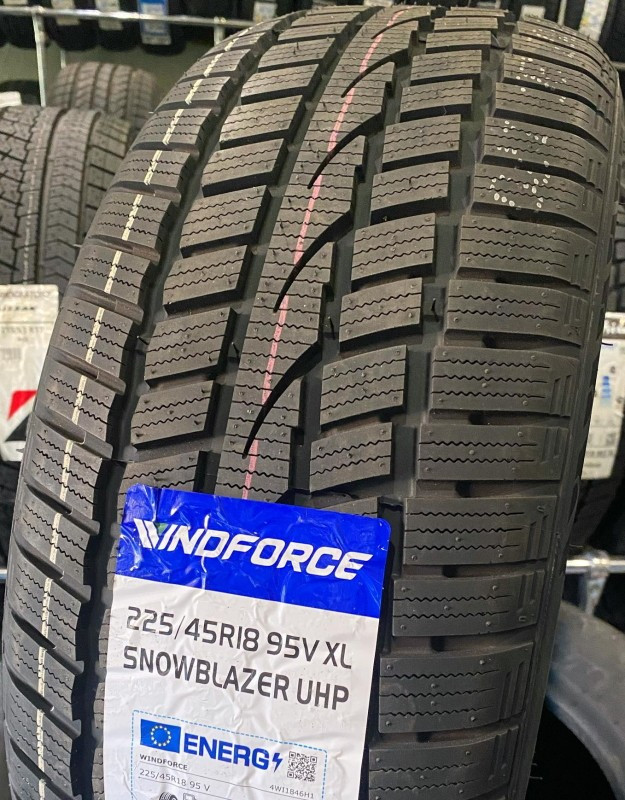 WINDFORCE
225/45R18 95V XL
SNOWBLAZER UHP
ENERG
WINDFORCE
225/45R18 95 V
4WI1846H1